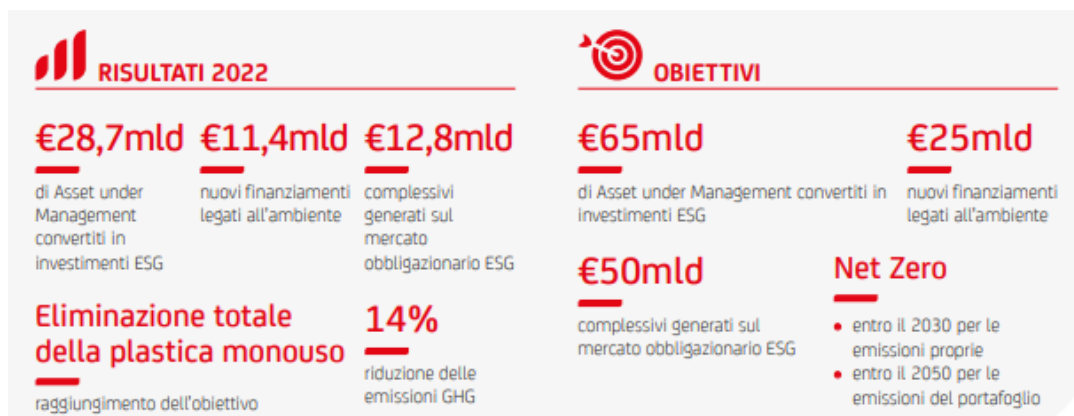 RISULTATI 2022
€28,7mld
di Asset under
Management
convertiti in
investimenti ESG
€11,4mld
nuovi finanziamenti
legati all'ambiente
€12,8mld
complessivi
generati sul
mercato
obbligazionario ESG
Eliminazione totale
della plastica monouso
raggiungimento dell'obiettivo
14%
riduzione delle
emissioni GHG
OBIETTIVI
€65mld
di Asset under Management convertiti in
investimenti ESG
€25mld
nuovi finanziamenti
legati all'ambiente
€50mld
complessivi generati sul
mercato obbligazionario ESG
Net Zero
• entro il 2030 per le
emissioni proprie
• entro il 2050 per le
emissioni del portafoglio